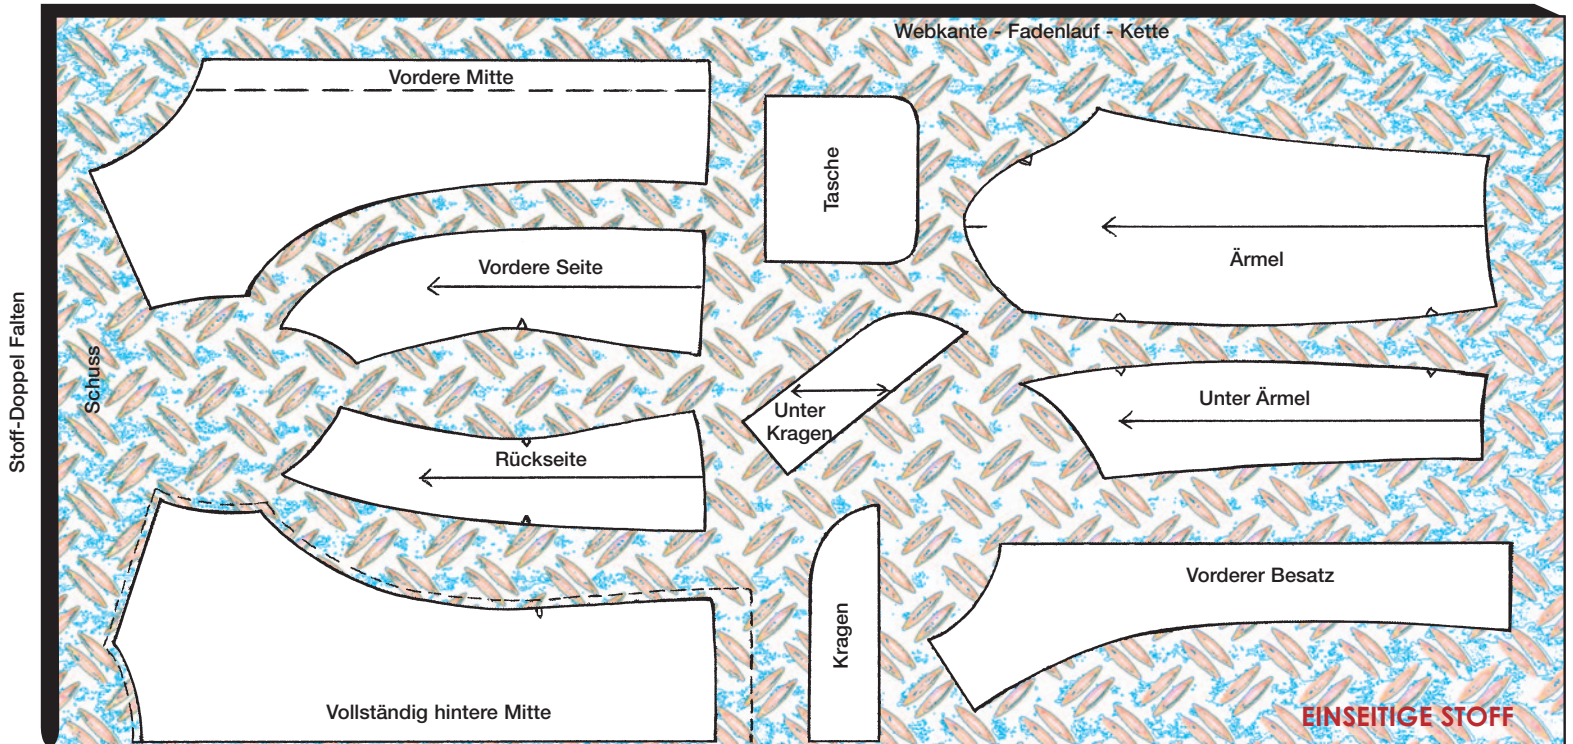 Webkante - Fadenlauf - Kette
Vordere Mitte
Tasche
Ärmel
Vordere Seite
Stoff-Doppel Falten
Schuss
Unter
Kragen
Unter Ärmel
Rückseite
Vorderer Besatz
Kragen
Vollständig hintere Mitte
EINSEITIGE STOFF